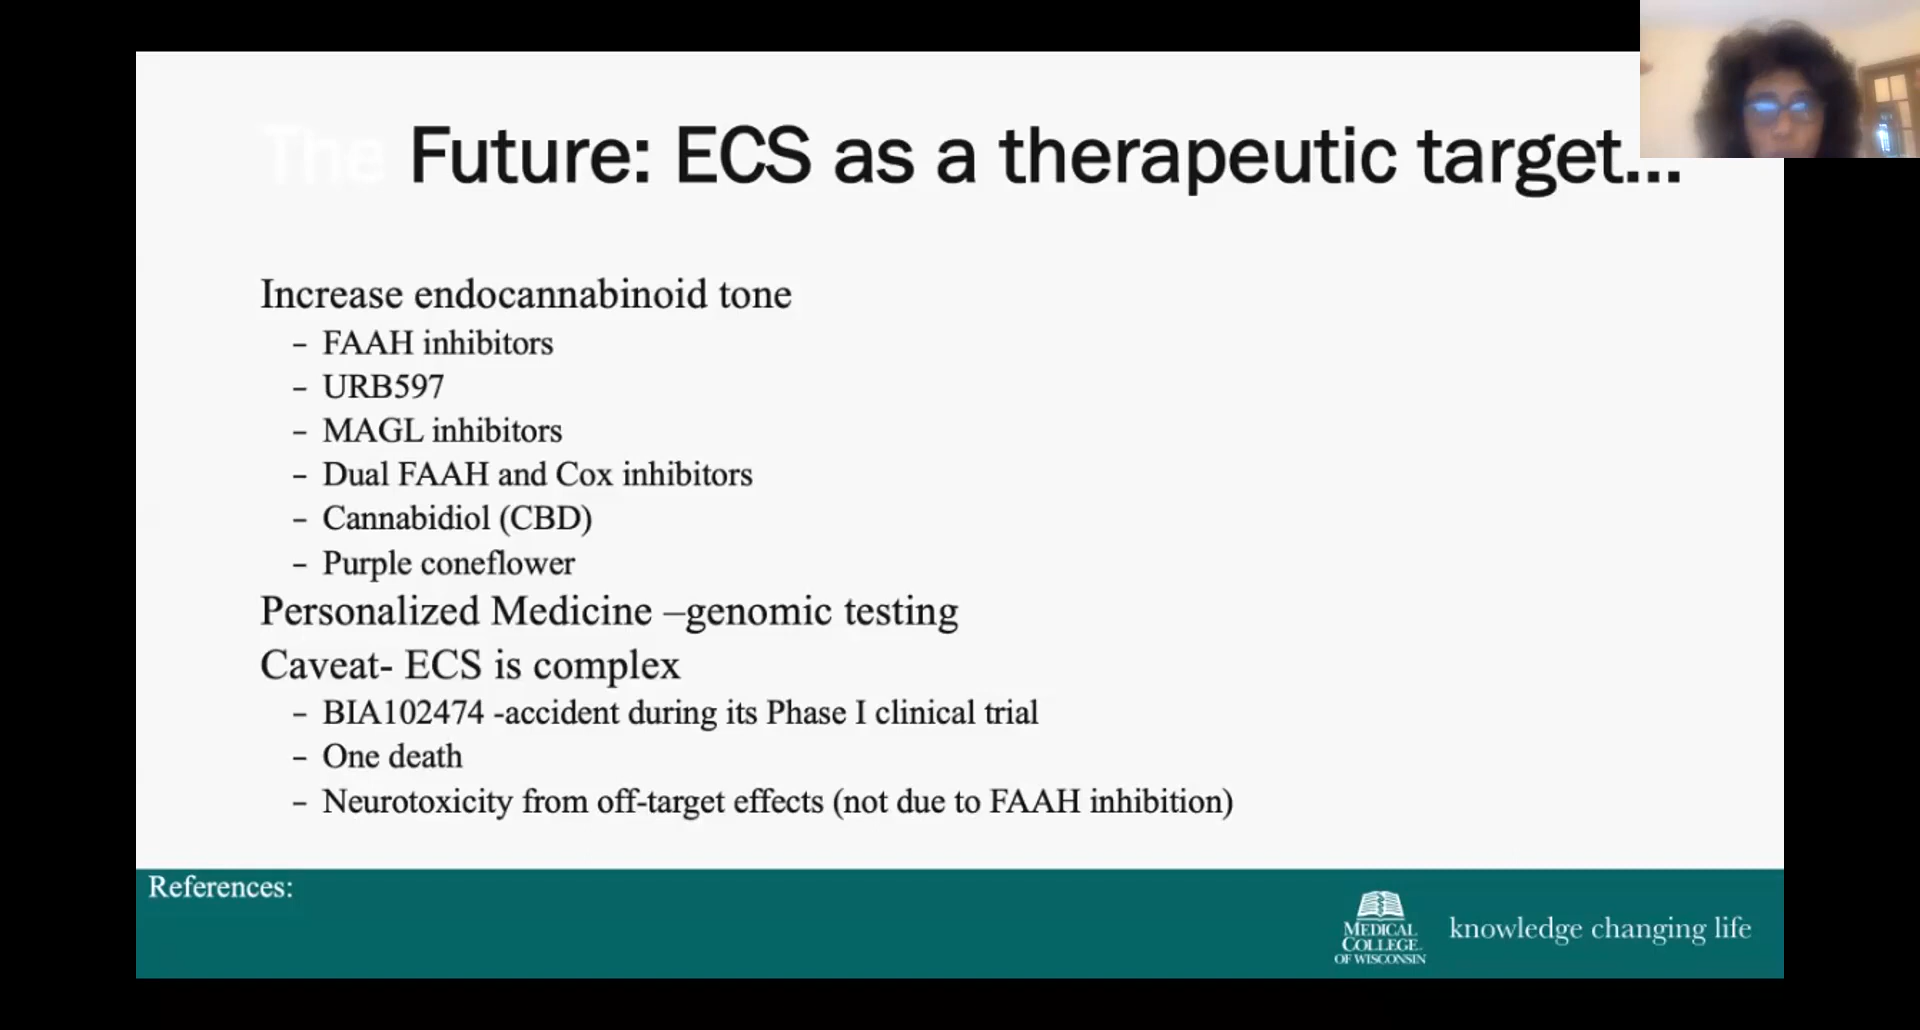 The Future: ECS as a therapeutic target...
Increase endocannabinoid tone
– FAAH inhibitors
– URB597
– MAGL inhibitors
– Dual FAAH and Cox inhibitors
– Cannabidiol (CBD)
– Purple coneflower
Personalized Medicine –genomic testing
Caveat- ECS is complex
– BIA102474 -accident during its Phase I clinical trial
– One death
– Neurotoxicity from off-target effects (not due to FAAH inhibition)
References:
MEDICAL
COLLEGE
OF WISCONSIN
knowledge changing life